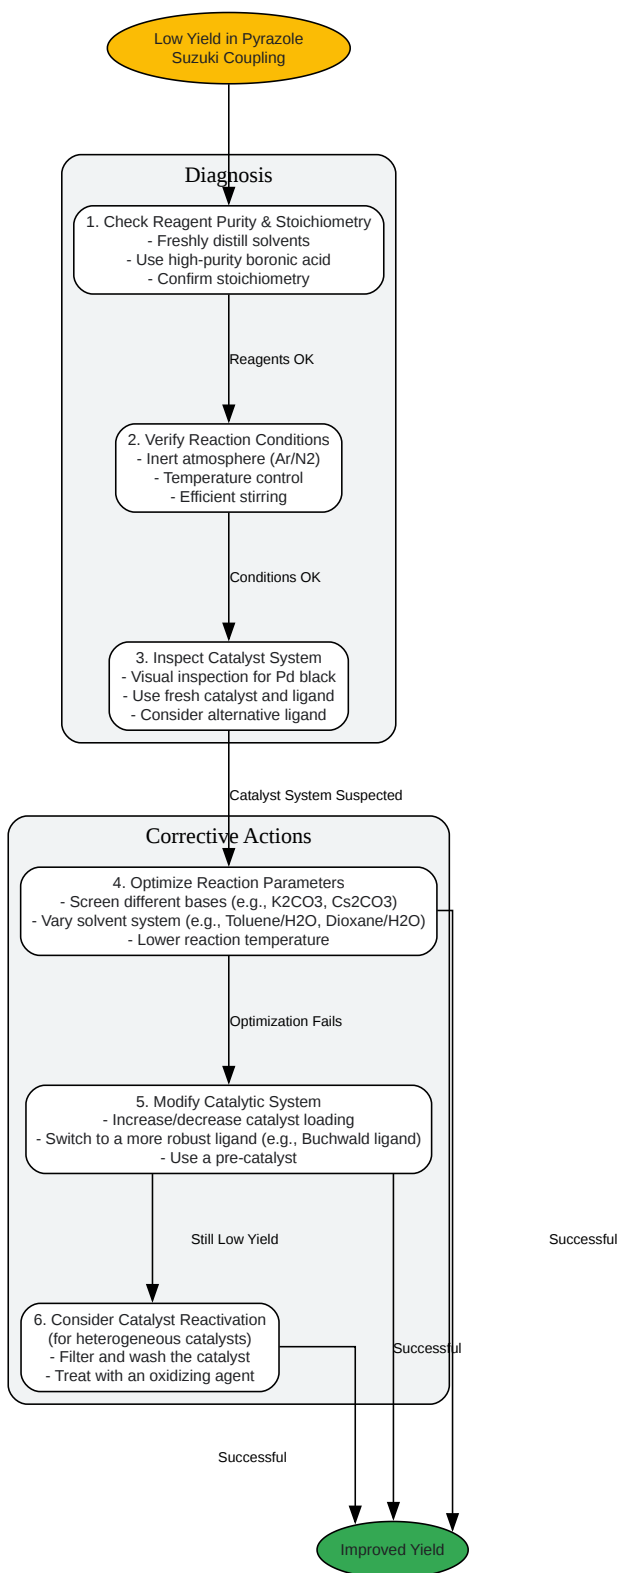 Low Yield in Pyrazole
Suzuki Coupling
Diagnosis
1. Check Reagent Purity & Stoichiometry
- Freshly distill solvents
- Use high-purity boronic acid
- Confirm stoichiometry
Reagents OK
2. Verify Reaction Conditions
- Inert atmosphere (Ar/N2)
- Temperature control
- Efficient stirring
Conditions OK
3. Inspect Catalyst System
- Visual inspection for Pd black
- Use fresh catalyst and ligand
- Consider alternative ligand
Catalyst System Suspected
Corrective Actions
4. Optimize Reaction Parameters
- Screen different bases (e.g., K2CO3, Cs2CO3)
- Vary solvent system (e.g., Toluene/H2O, Dioxane/H2O)
- Lower reaction temperature
Optimization Fails
5. Modify Catalytic System
- Increase/decrease catalyst loading
- Switch to a more robust ligand (e.g., Buchwald ligand)
- Use a pre-catalyst
Still Low Yield
Successful
6. Consider Catalyst Reactivation
(for heterogeneous catalysts)
- Filter and wash the catalyst
- Treat with an oxidizing agent
Successful
Successful
Improved Yield